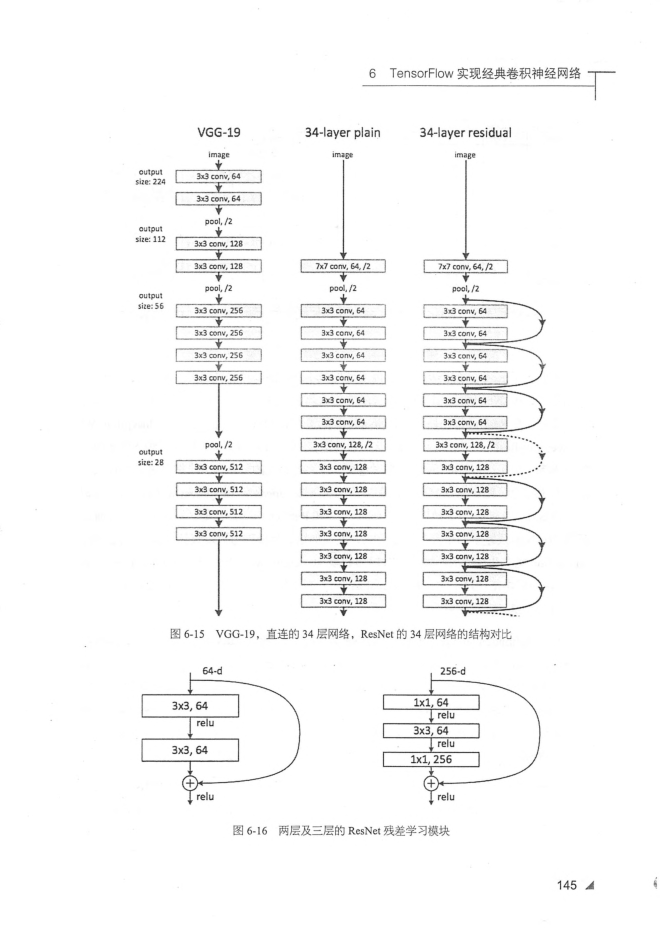 6 TensorFlow 实现经典卷积神经网络
VGG-19
image
output
size: 224
3x3 conv, 64
3x3 conv, 64
pool, /2
output
size: 112
3x3 conv, 128
3x3 conv, 128
pool, /2
output
size: 56
3x3 conv, 256
3x3 conv, 256
3x3 conv, 256
3x3 conv, 256
pool, /2
output
size: 28
3x3 conv, 512
3x3 conv, 512
3x3 conv, 512
3x3 conv, 512
34-layer plain
image
7x7 conv, 64, /2
pool, /2
3x3 conv, 64
3x3 conv, 64
3x3 conv, 64
3x3 conv, 64
3x3 conv, 64
3x3 conv, 64
3x3 conv, 128, /2
3x3 conv, 128
3x3 conv, 128
3x3 conv, 128
3x3 conv, 128
3x3 conv, 128
3x3 conv, 128
3x3 conv, 128
34-layer residual
image
7x7 conv, 64, /2
pool, /2
3x3 conv, 64
3x3 conv, 64
3x3 conv, 64
3x3 conv, 64
3x3 conv, 64
3x3 conv, 64
3x3 conv, 128, /2
3x3 conv, 128
3x3 conv, 128
3x3 conv, 128
3x3 conv, 128
3x3 conv, 128
3x3 conv, 128
3x3 conv, 128
图 6-15 VGG-19，直连的 34 层网络，ResNet 的 34 层网络的结构对比
64-d
3x3, 64
relu
3x3, 64
relu
256-d
1x1, 64
relu
3x3, 64
relu
1x1, 256
relu
图 6-16 两层及三层的 ResNet 残差学习模块
145